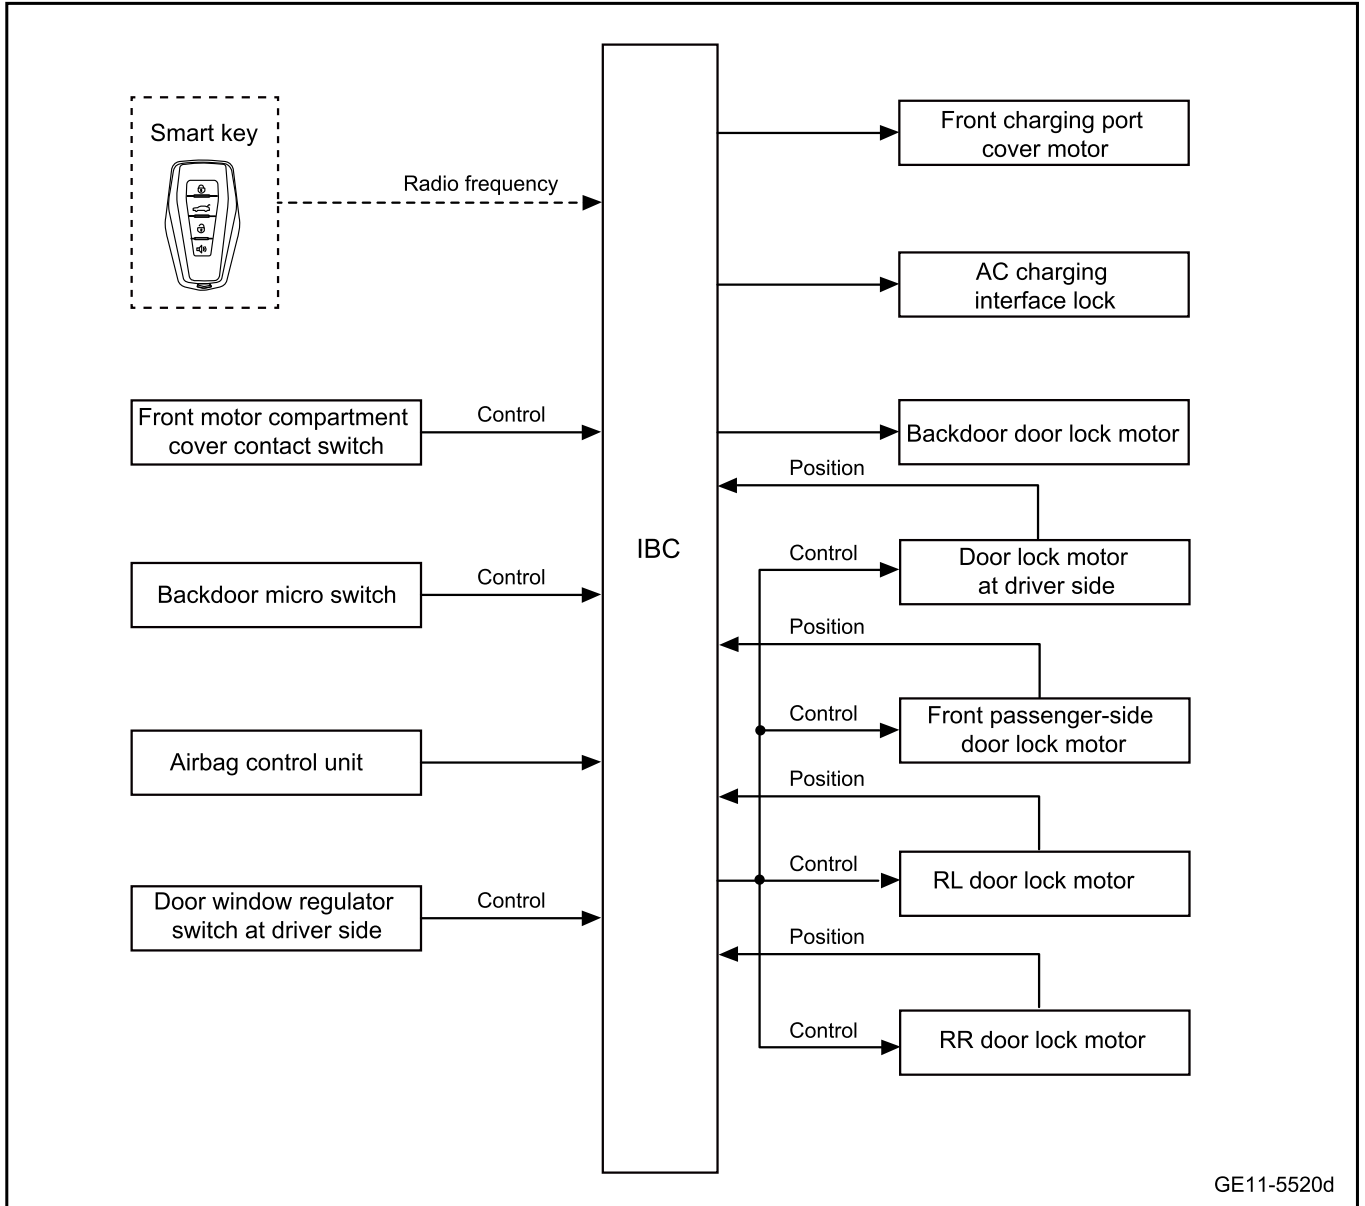 Smart key
Radio frequency
Front motor compartment
cover contact switch
Control
Backdoor micro switch
Control
Airbag control unit
Door window regulator
switch at driver side
Control
IBC
Front charging port
cover motor
AC charging
interface lock
Backdoor door lock motor
Position
Control
Door lock motor
at driver side
Position
Control
Front passenger-side
door lock motor
Position
Control
RL door lock motor
Position
Control
RR door lock motor
GE11-5520d